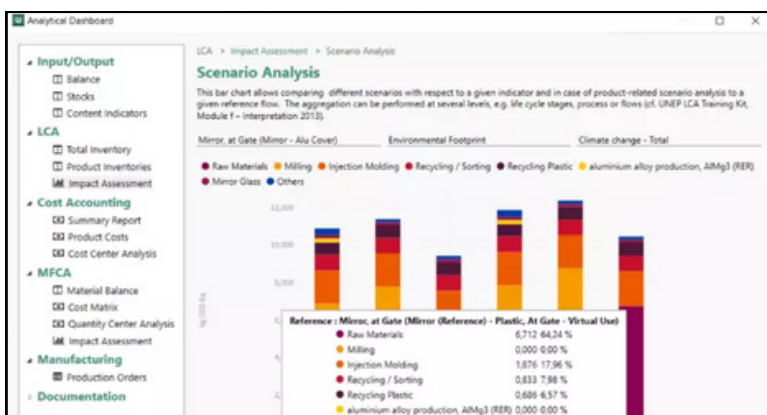 Analytical Dashboard
Input/Output
Balance
Stocks
Content Indicators
LCA
Total Inventory
Product Inventories
Impact Assessment
Cost Accounting
Summary Report
Product Costs
Cost Center Analysis
MFCA
Material Balance
Cost Matrix
Quantity Center Analysis
Impact Assessment
Manufacturing
Production Orders
Documentation
LCA > Impact Assessment > Scenario Analysis
Scenario Analysis
This bar chart allows comparing different scenarios with respect to a given indicator and in case of product-related scenario analysis to a
given reference flow. The aggregation can be performed at several levels, e.g. life cycle stages, process or flows (cf. UNEP LCA Training Kit,
Module f – Interpretation 2013).
Mirror, at Gate (Mirror - Alu Cover) Environmental Footprint Climate change - Total
Raw Materials Milling Injection Molding Recycling / Sorting Recycling Plastic aluminium alloy production, AlMg3 (RER)
Mirror Glass Others
10,000
8,000
Reference : Mirror, at Gate (Mirror (Reference) - Plastic, At Gate - Virtual Use)
Raw Materials 6,712 64,24 %
Milling 0,000 0,00 %
Injection Molding 1,876 17,96 %
Recycling / Sorting 0,833 7,98 %
Recycling Plastic 0,686 6,57 %
aluminium alloy production, AlMg3 (RER) 0,000 0,00 %